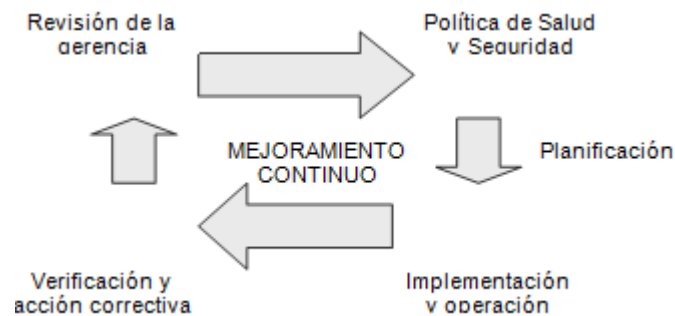 Revisión de la
gerencia
Política de Salud
y Seguridad
Planificación
MEJORAMIENTO
CONTINUO
Verificación y
acción correctiva
Implementación
y operación